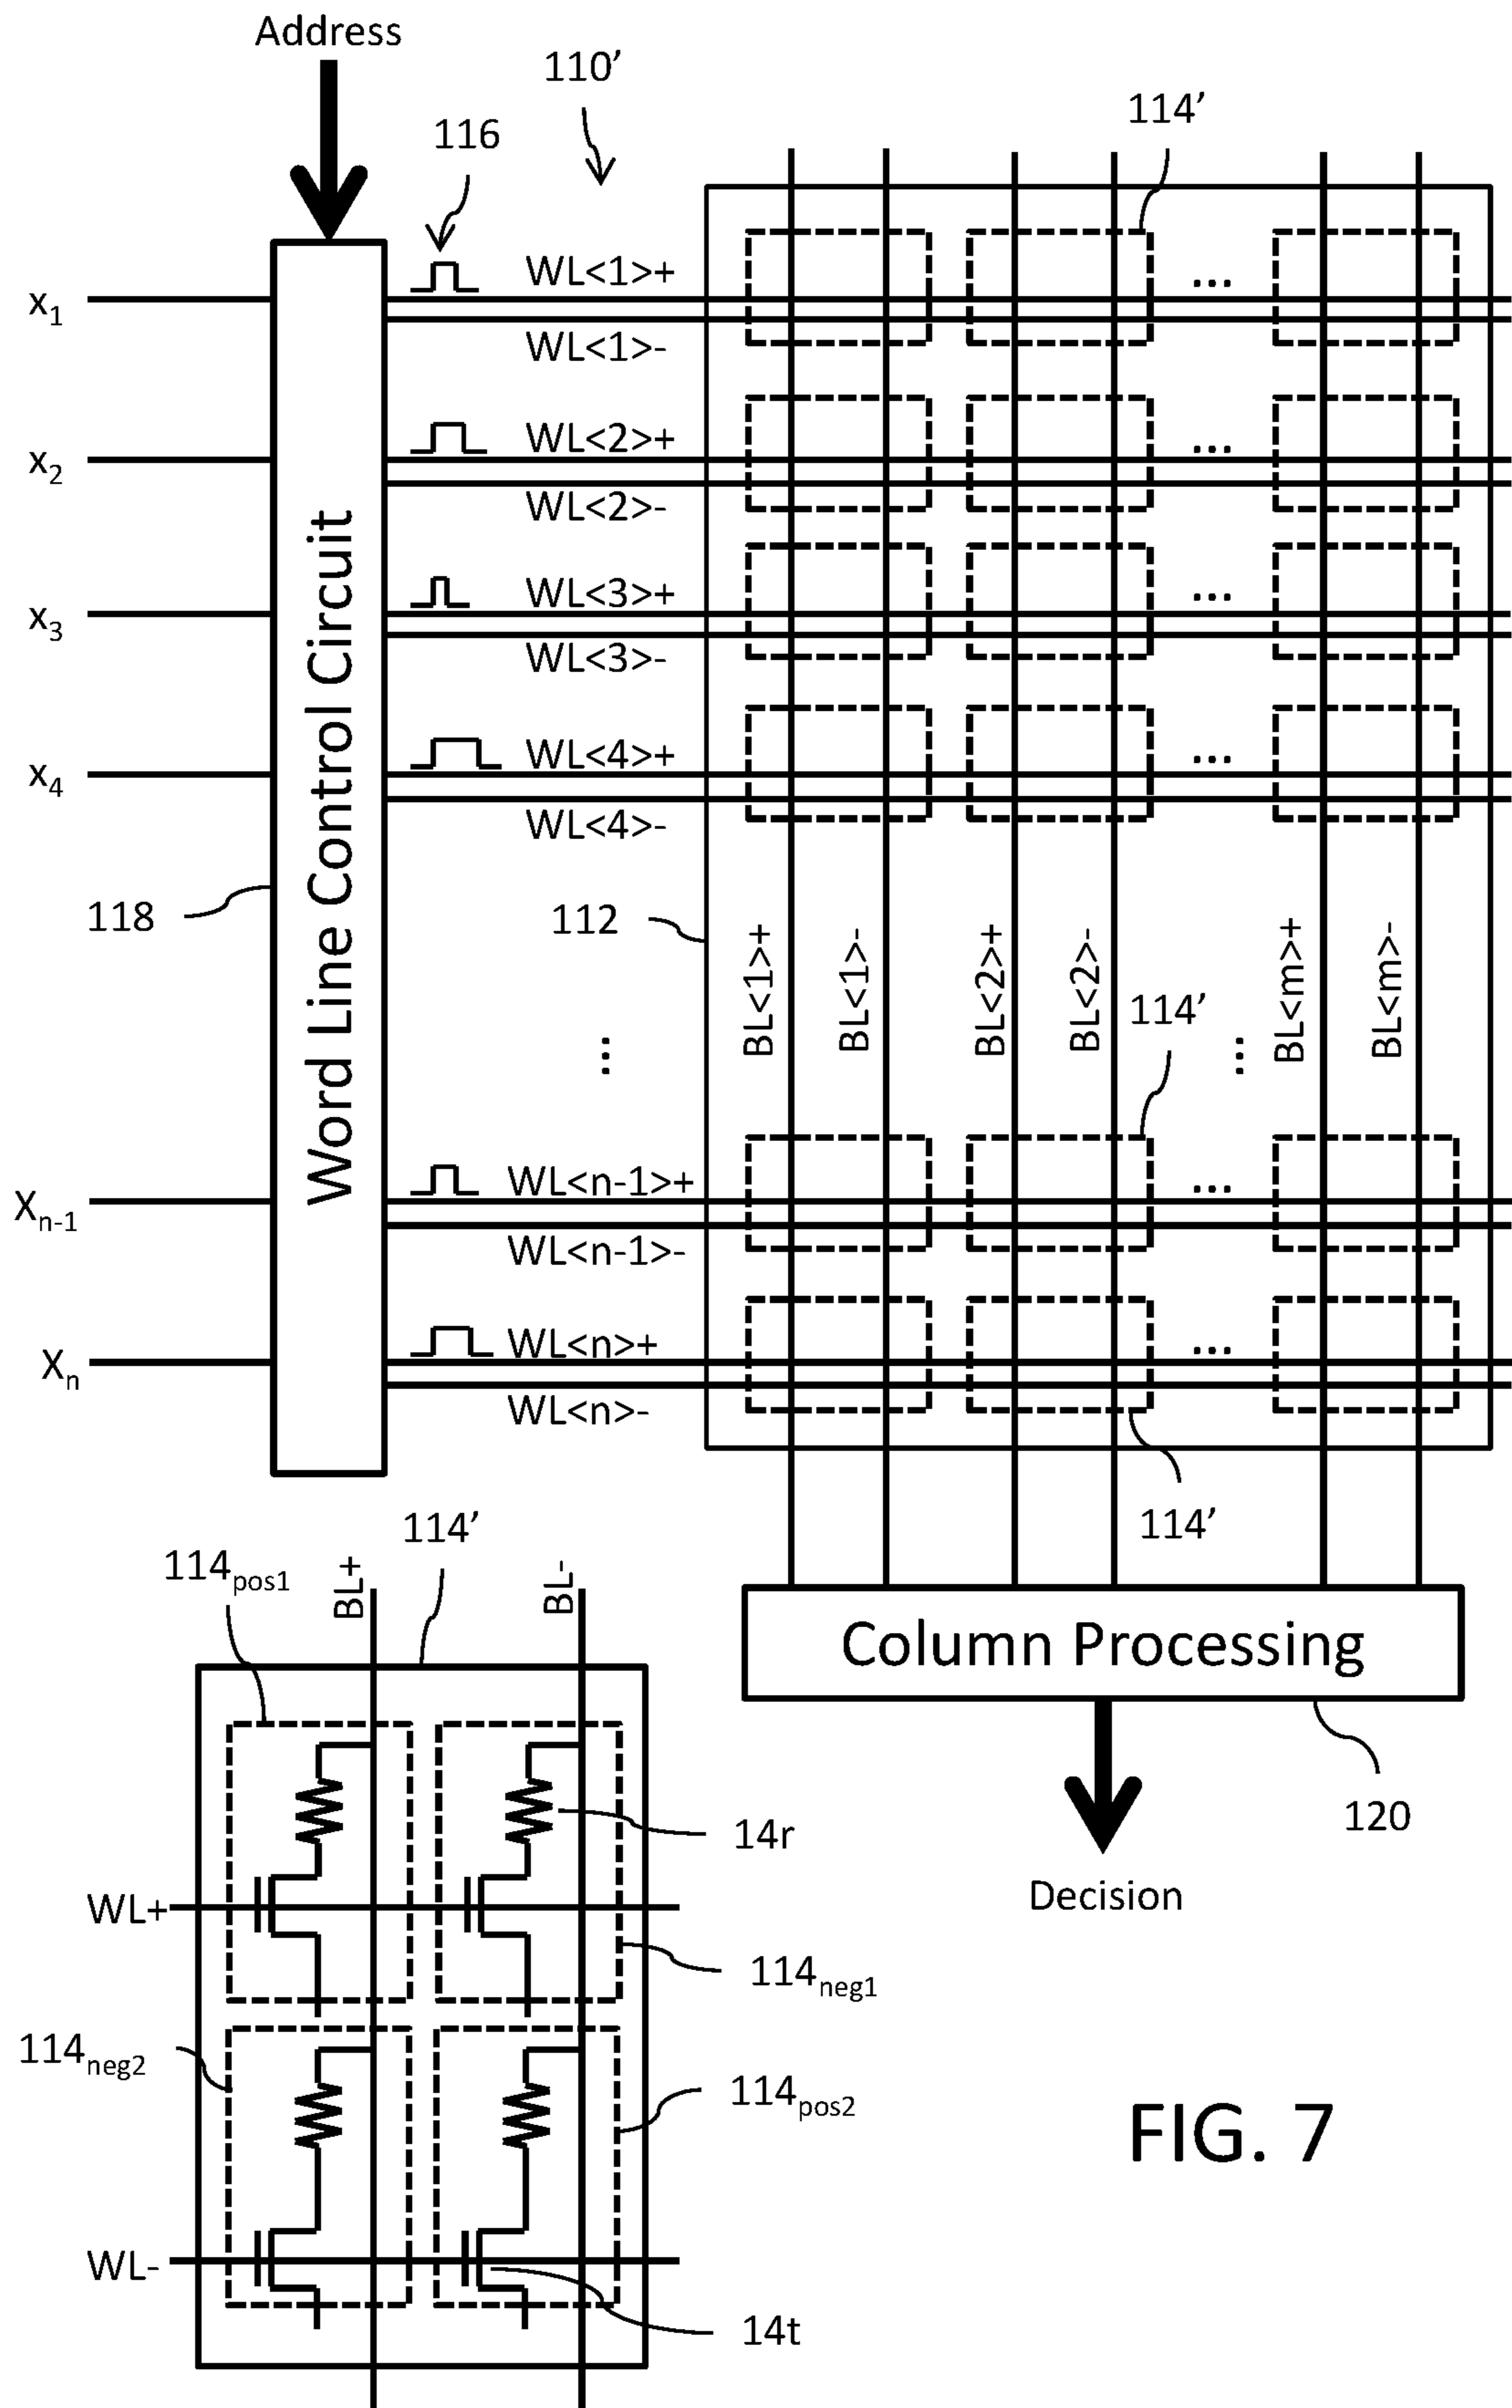 Address
110’
116
114’
x1
WL<1>+
...
WL<1>-
x2
WL<2>+
...
WL<2>-
x3
WL<3>+
...
WL<3>-
x4
WL<4>+
...
WL<4>-
Word Line Control Circuit
118
112
BL<1>+
BL<1>-
BL<2>+
BL<2>-
BL<m>+
BL<m>-
114’
...
...
Xn-1
WL<n-1>+
...
WL<n-1>-
Xn
WL<n>+
...
WL<n>-
114’
114’
114pos1
BL+
BL-
Column Processing
120
Decision
14r
WL+
114neg1
114neg2
114pos2
WL-
14t
FIG. 7